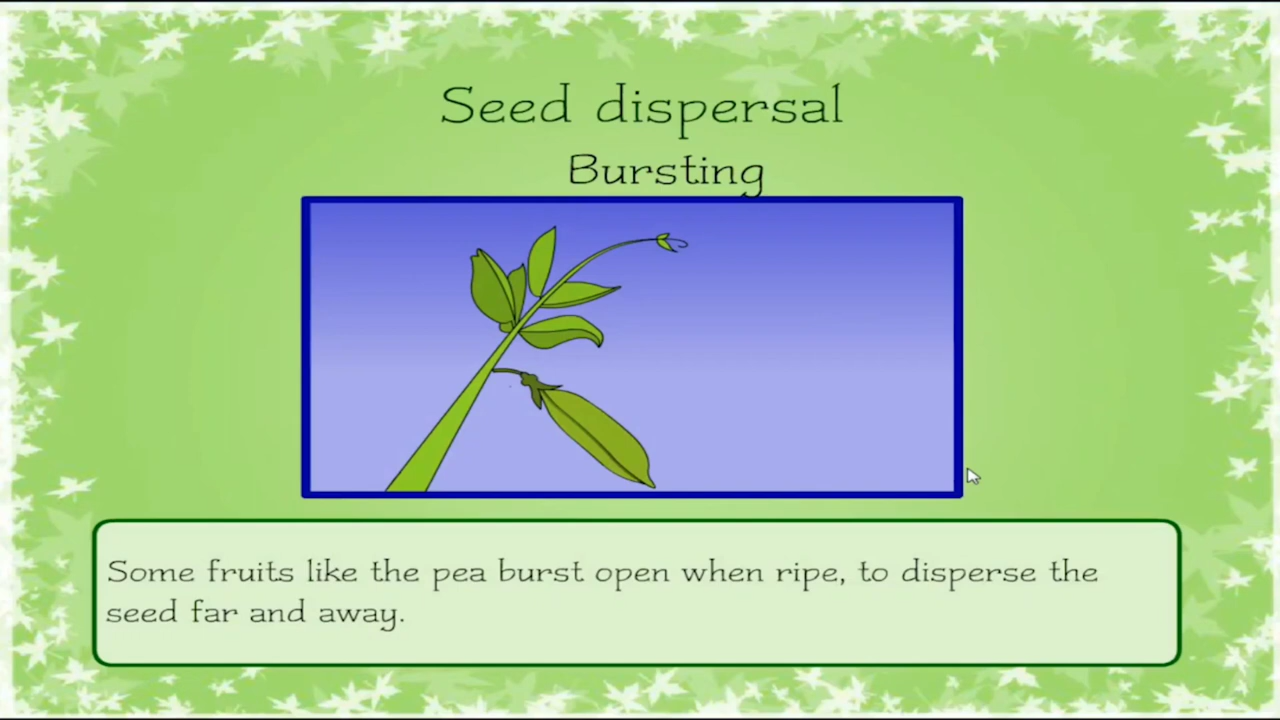 Seed dispersal
Bursting
Some fruits like the pea burst open when ripe, to disperse the
seed far and away.